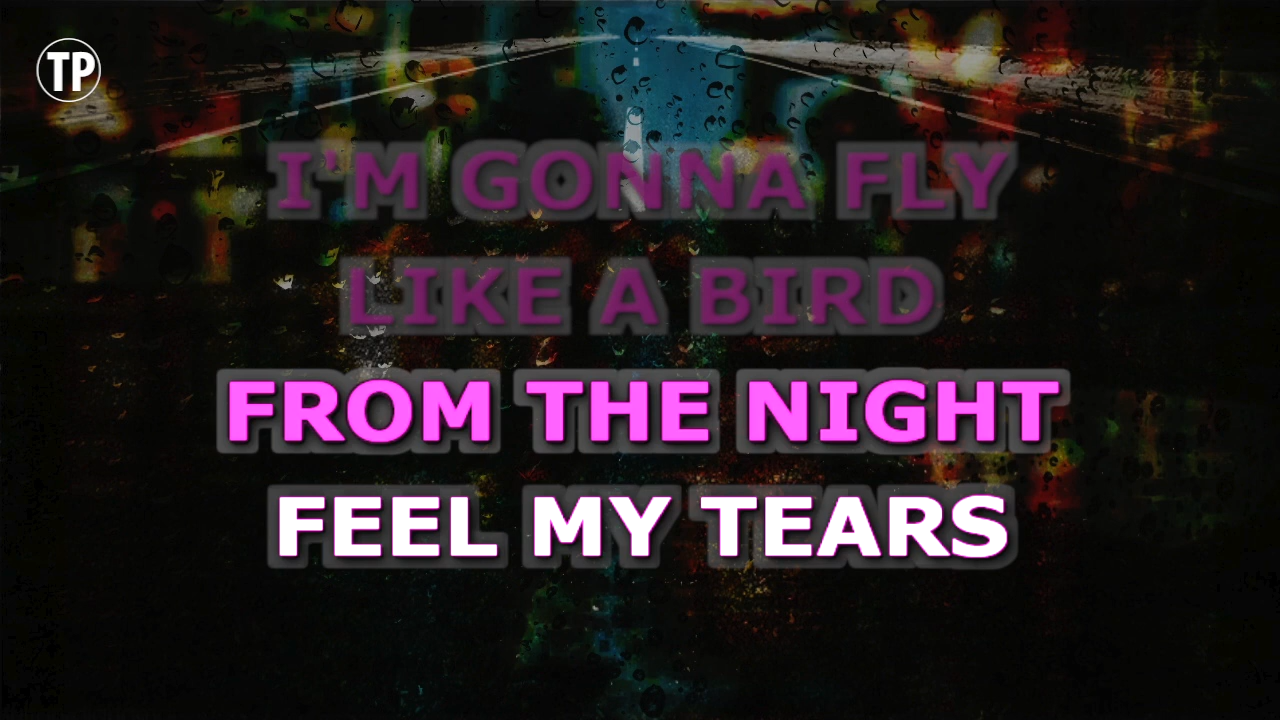 TP
I'M GONNA FLY
LIKE A BIRD
FROM THE NIGHT
FEEL MY TEARS